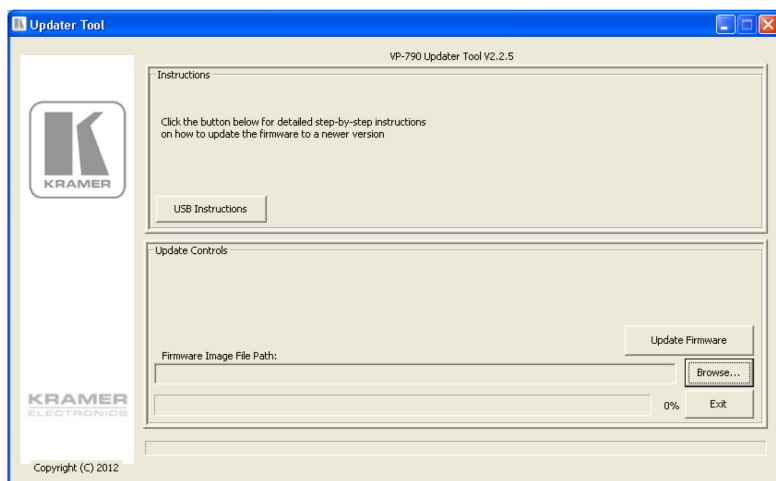 Updater Tool
VP-790 Updater Tool V2.2.5
Instructions
Click the button below for detailed step-by-step instructions
on how to update the firmware to a newer version
KRAMER
USB Instructions
Update Controls
Update Firmware
Firmware Image File Path:
Browse...
KRAMER
ELECTRONICS
0%
Exit
Copyright (C) 2012